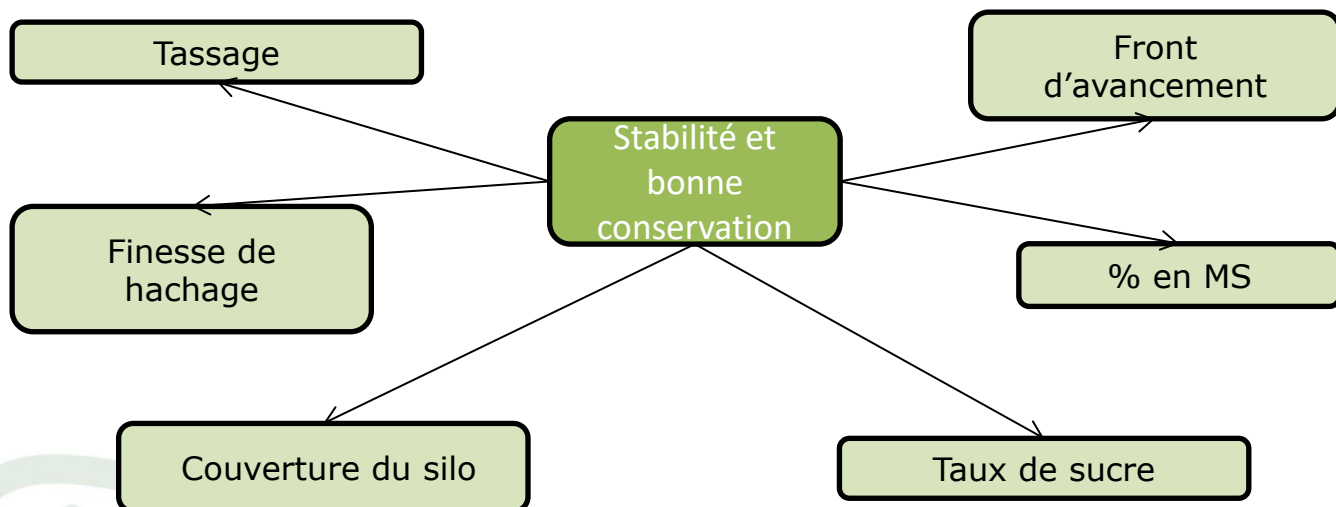 Tassage
Front
d’avancement
Stabilité et
bonne
conservation
Finesse de
hachage
% en MS
Couverture du silo
Taux de sucre